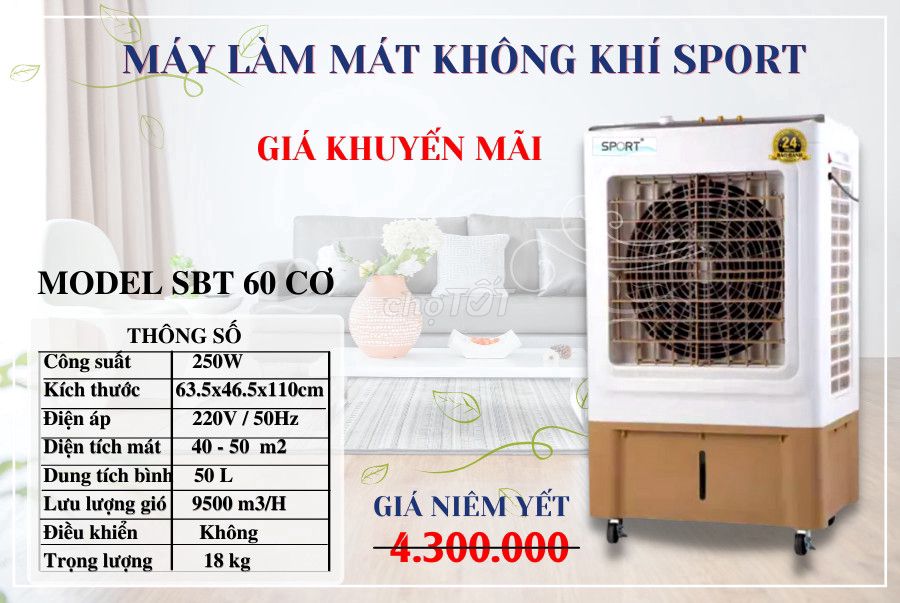 MÁY LÀM MÁT KHÔNG KHÍ SPORT
GIÁ KHUYẾN MÃI
SPORT
24
BẢO HÀNH
MODEL SBT 60 CƠ
chợTỐT
THÔNG SỐ
Công suất 250W
Kích thước 63.5x46.5x110cm
Điện áp 220V / 50Hz
Diện tích mát 40 - 50 m2
Dung tích bình 50 L
Lưu lượng gió 9500 m3/H
Điều khiển Không
Trọng lượng 18 kg
GIÁ NIÊM YẾT
4.300.000